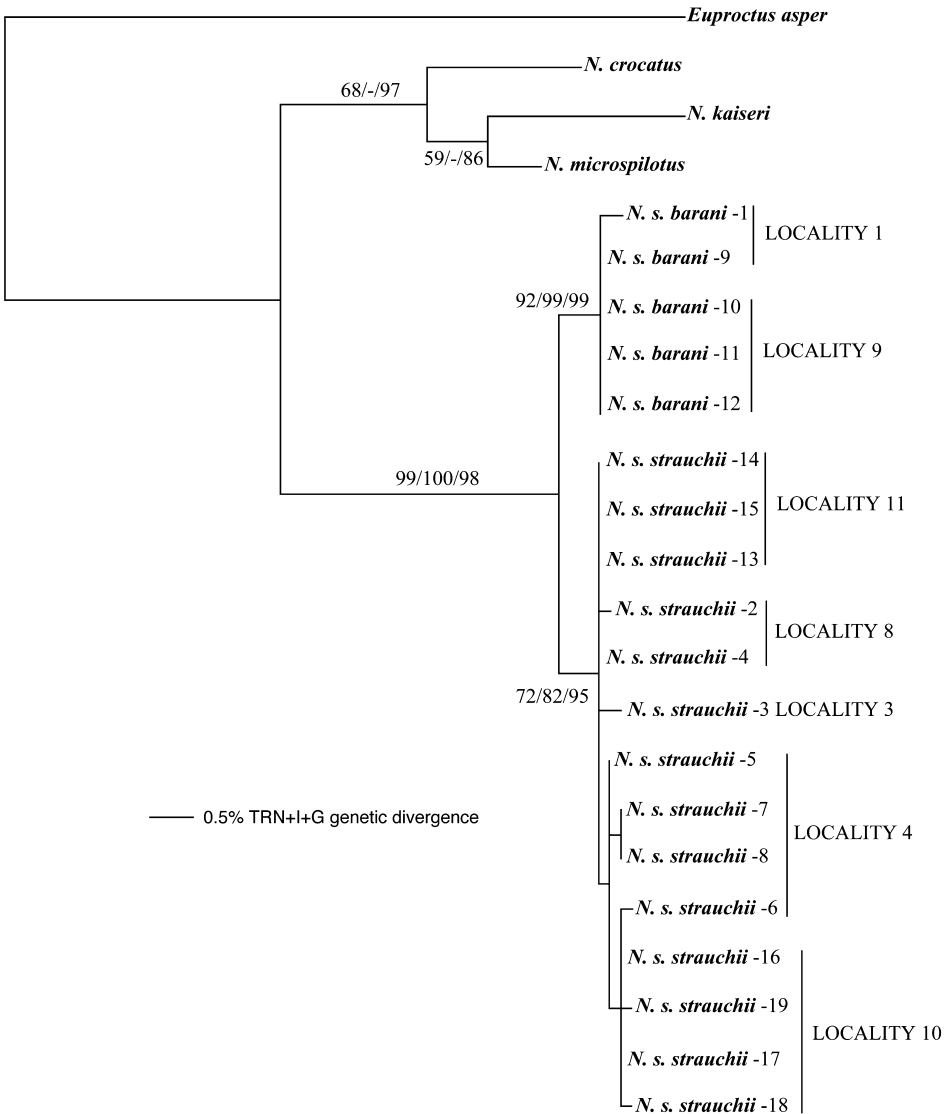 Euproctus asper
N. crocatus
68/-/97
N. kaiseri
59/-/86
N. microspilotus
N. s. barani -1
LOCALITY 1
N. s. barani -9
92/99/99
N. s. barani -10
N. s. barani -11
LOCALITY 9
N. s. barani -12
N. s. strauchii -14
99/100/98
N. s. strauchii -15
LOCALITY 11
N. s. strauchii -13
N. s. strauchii -2
LOCALITY 8
N. s. strauchii -4
72/82/95
N. s. strauchii -3 LOCALITY 3
N. s. strauchii -5
N. s. strauchii -7
0.5% TRN+I+G genetic divergence
LOCALITY 4
N. s. strauchii -8
N. s. strauchii -6
N. s. strauchii -16
N. s. strauchii -19
LOCALITY 10
N. s. strauchii -17
N. s. strauchii -18